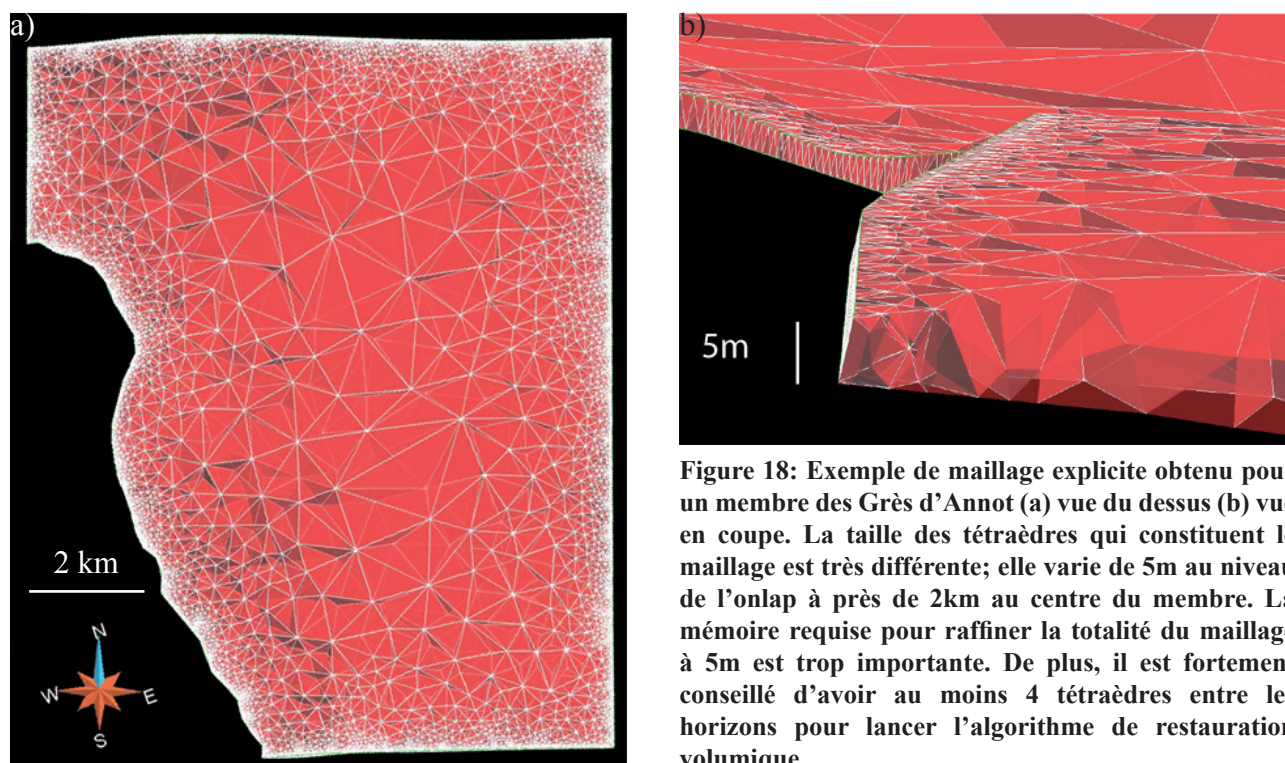 a)
2 km
N
W
E
S
b)
5m
Figure 18: Exemple de maillage explicite obtenu pou
un membre des Grès d'Annot (a) vue du dessus (b) vu
en coupe. La taille des tétraèdres qui constituent l
maillage est très différente; elle varie de 5m au niveau
de l'onlap à près de 2km au centre du membre. La
mémoire requise pour raffiner la totalité du maillag
à 5m est trop importante. De plus, il est fortemen
conseillé d'avoir au moins 4 tétraèdres entre le
horizons pour lancer l'algorithme de restauration
volumique